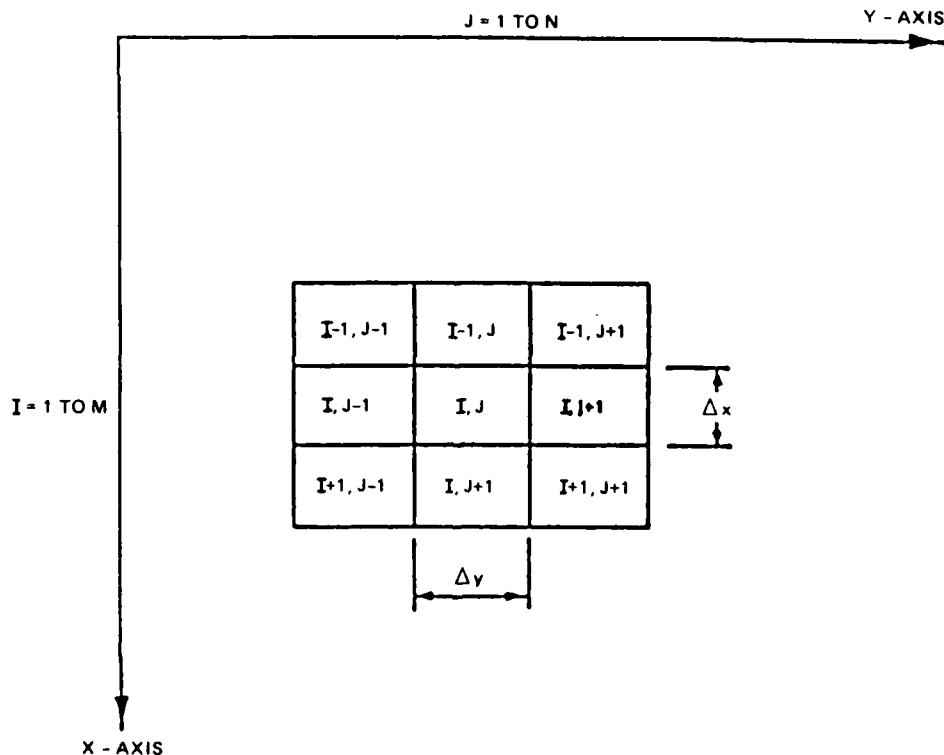 J = 1 TO N
Y - AXIS
I-1, J-1 I-1, J I-1, J+1
I = 1 TO M
I, J-1 I, J I, J+1
Δx
I+1, J-1 I, J+1 I+1, J+1
Δy
X - AXIS